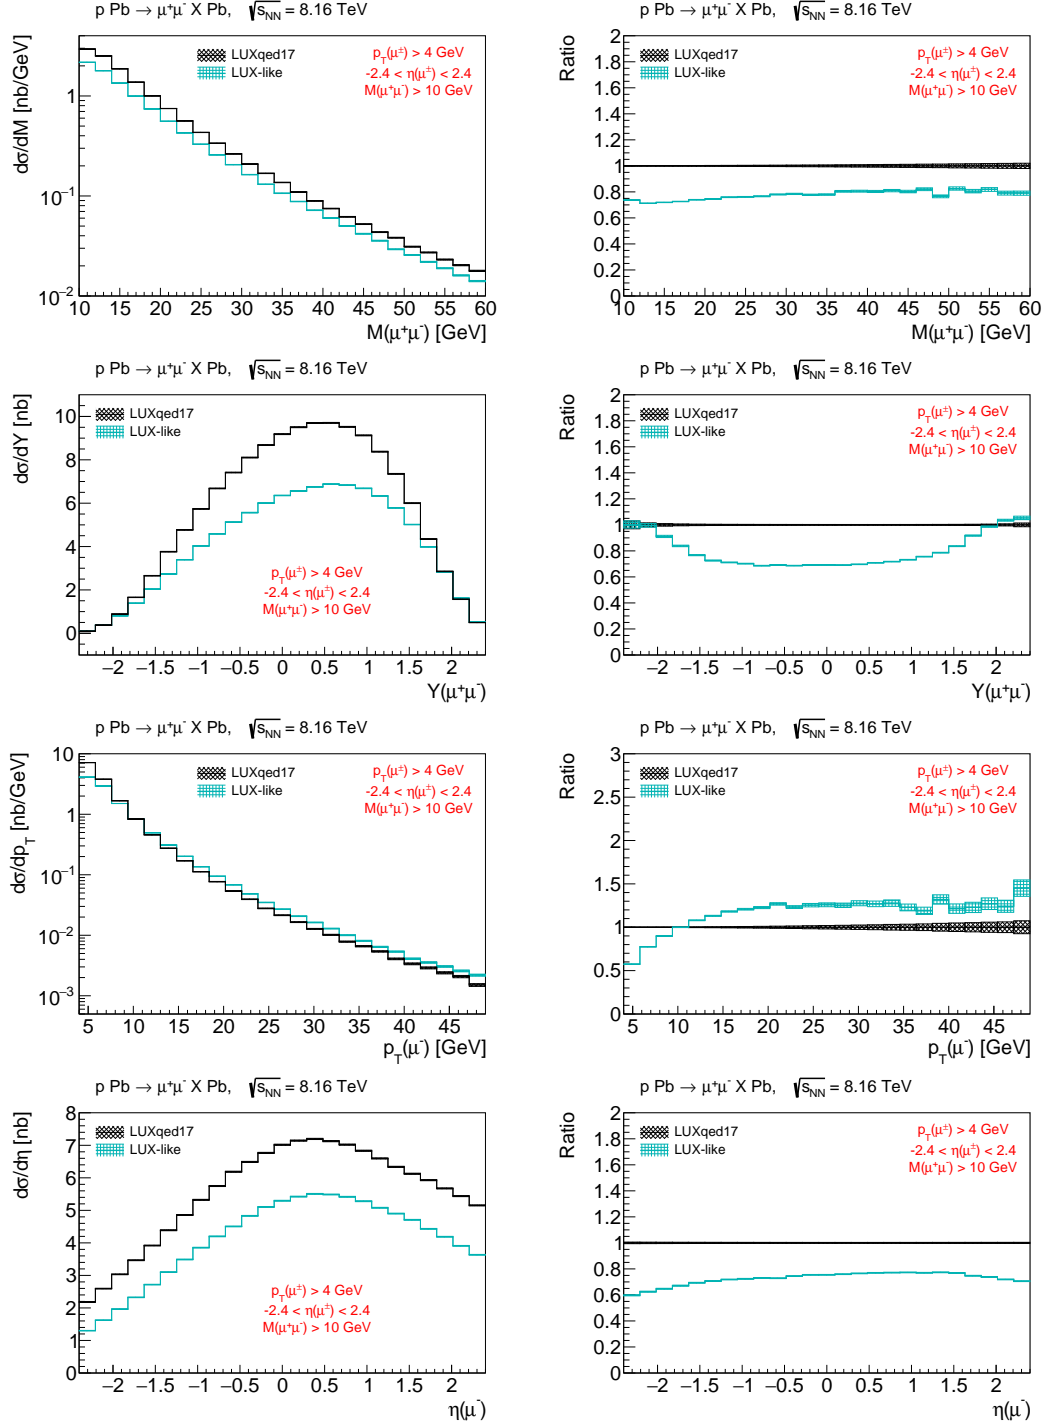 p Pb → μ⁺μ⁻ X Pb, √s_NN = 8.16 TeV
dσ/dM [nb/GeV]
LUXqed17
LUX-like
p_T(μ±) > 4 GeV
-2.4 < η(μ±) < 2.4
M(μ⁺μ⁻) > 10 GeV
1
10⁻¹
10⁻²
10 15 20 25 30 35 40 45 50 55 60
M(μ⁺μ⁻) [GeV]
p Pb → μ⁺μ⁻ X Pb, √s_NN = 8.16 TeV
Ratio
LUXqed17
LUX-like
p_T(μ±) > 4 GeV
-2.4 < η(μ±) < 2.4
M(μ⁺μ⁻) > 10 GeV
2
1.8
1.6
1.4
1.2
1
0.8
0.6
0.4
0.2
0
10 15 20 25 30 35 40 45 50 55 60
M(μ⁺μ⁻) [GeV]
p Pb → μ⁺μ⁻ X Pb, √s_NN = 8.16 TeV
dσ/dY [nb]
LUXqed17
LUX-like
10
8
6
4
2
0
p_T(μ±) > 4 GeV
-2.4 < η(μ±) < 2.4
M(μ⁺μ⁻) > 10 GeV
−2 −1.5 −1 −0.5 0 0.5 1 1.5 2
Y(μ⁺μ⁻)
p Pb → μ⁺μ⁻ X Pb, √s_NN = 8.16 TeV
Ratio
LUXqed17
LUX-like
p_T(μ±) > 4 GeV
-2.4 < η(μ±) < 2.4
M(μ⁺μ⁻) > 10 GeV
2
1.8
1.6
1.4
1.2
1
0.8
0.6
0.4
0.2
0
−2 −1.5 −1 −0.5 0 0.5 1 1.5 2
Y(μ⁺μ⁻)
p Pb → μ⁺μ⁻ X Pb, √s_NN = 8.16 TeV
dσ/dp_T [nb/GeV]
LUXqed17
LUX-like
p_T(μ±) > 4 GeV
-2.4 < η(μ±) < 2.4
M(μ⁺μ⁻) > 10 GeV
10
1
10⁻¹
10⁻²
10⁻³
5 10 15 20 25 30 35 40 45
p_T(μ⁻) [GeV]
p Pb → μ⁺μ⁻ X Pb, √s_NN = 8.16 TeV
Ratio
LUXqed17
LUX-like
p_T(μ±) > 4 GeV
-2.4 < η(μ±) < 2.4
M(μ⁺μ⁻) > 10 GeV
3
2.5
2
1.5
1
0.5
0
5 10 15 20 25 30 35 40 45
p_T(μ⁻) [GeV]
p Pb → μ⁺μ⁻ X Pb, √s_NN = 8.16 TeV
dσ/dη [nb]
LUXqed17
LUX-like
8
7
6
5
4
3
2
1
0
p_T(μ±) > 4 GeV
-2.4 < η(μ±) < 2.4
M(μ⁺μ⁻) > 10 GeV
−2 −1.5 −1 −0.5 0 0.5 1 1.5 2
η(μ⁻)
p Pb → μ⁺μ⁻ X Pb, √s_NN = 8.16 TeV
Ratio
LUXqed17
LUX-like
p_T(μ±) > 4 GeV
-2.4 < η(μ±) < 2.4
M(μ⁺μ⁻) > 10 GeV
2
1.8
1.6
1.4
1.2
1
0.8
0.6
0.4
0.2
0
−2 −1.5 −1 −0.5 0 0.5 1 1.5 2
η(μ⁻)